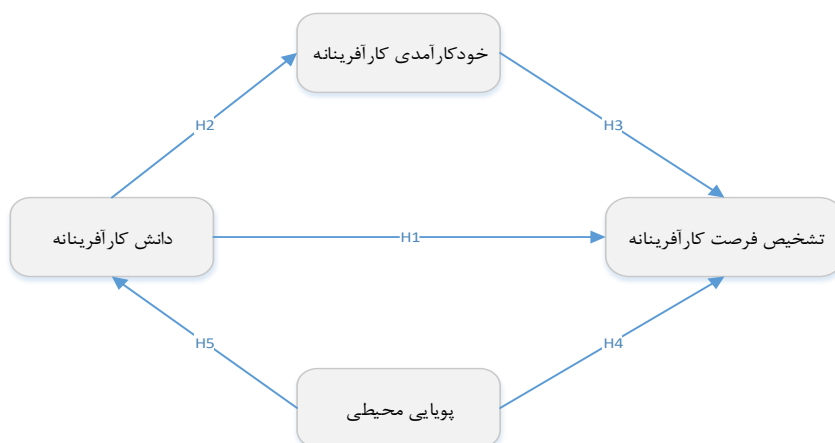 خودکارآمدی کارآفرینانه
H2
H3
دانش کارآفرینانه
H1
تشخیص فرصت کارآفرینانه
H5
H4
پویایی محیطی